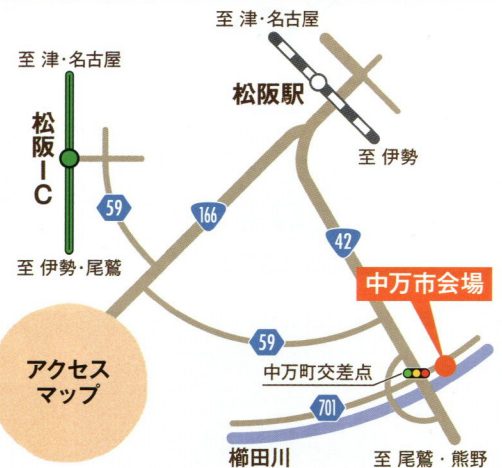 至 津・名古屋
至 津・名古屋
松阪駅
松阪IC
至 伊勢
59
166
42
至 伊勢・尾鷲
中万市会場
アクセス
マップ
59
中万町交差点
701
櫛田川
至 尾鷲・熊野